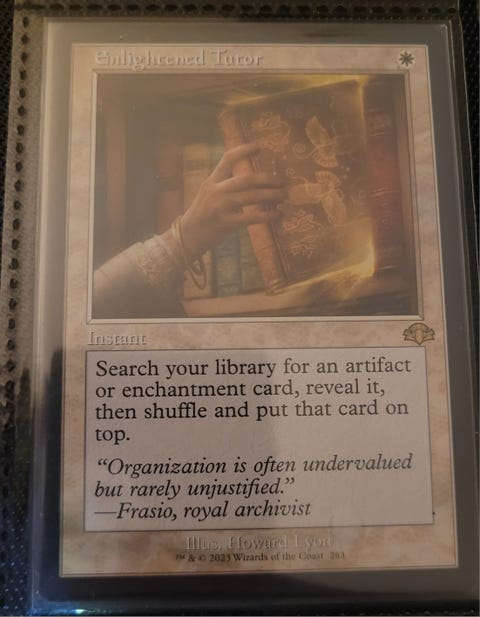 Enlightened Tutor
Instant
Search your library for an artifact
or enchantment card, reveal it,
then shuffle and put that card on
top.
“Organization is often undervalued
but rarely unjustified.”
—Frasio, royal archivist
Illus. Howard Lyon
™ & © 2023 Wizards of the Coast 263